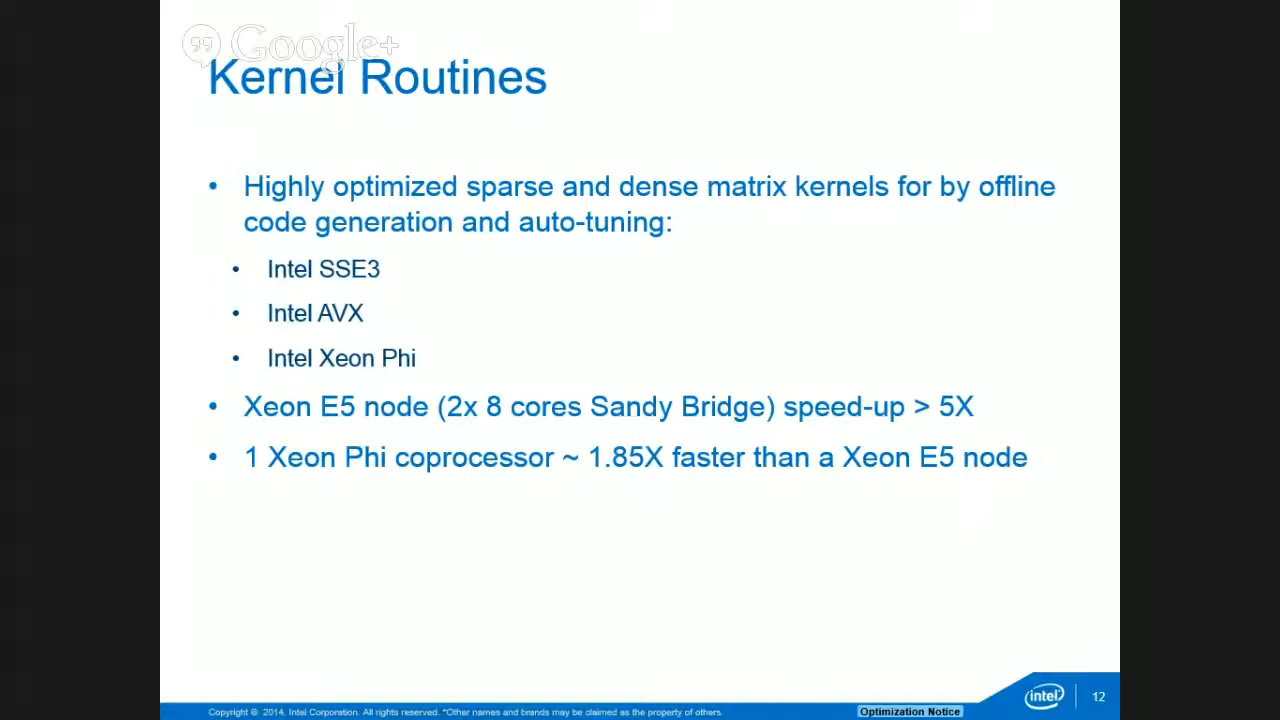 Google+
Kernel Routines
• Highly optimized sparse and dense matrix kernels for by offline
code generation and auto-tuning:
• Intel SSE3
• Intel AVX
• Intel Xeon Phi
• Xeon E5 node (2x 8 cores Sandy Bridge) speed-up > 5X
• 1 Xeon Phi coprocessor ~ 1.85X faster than a Xeon E5 node
Copyright © 2014, Intel Corporation. All rights reserved. *Other names and brands may be claimed as the property of others.
Optimization Notice
intel
12